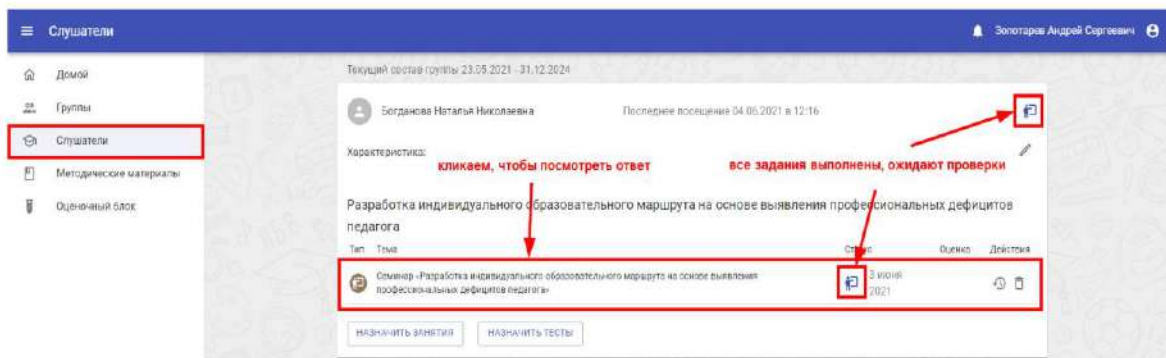 Слушатели
Золотарев Андрей Сергеевич
Домой
Группы
Слушатели
Методические материалы
Оценочный блок
Текущий состав группы 23.05.2021 - 31.12.2024
Богданова Наталья Николаевна
Последнее посещение 04.06.2021 в 12:16
Характеристика:
кликаем, чтобы посмотреть ответ
все задания выполнены, ожидают проверки
Разработка индивидуального образовательного маршрута на основе выявления профессиональных дефицитов
педагога
Тип Тема Статус Оценка Действия
Семинар «Разработка индивидуального образовательного маршрута на основе выявления
профессиональных дефицитов педагога»
3 июня
2021
НАЗНАЧИТЬ ЗАНЯТИЯ
НАЗНАЧИТЬ ТЕСТЫ